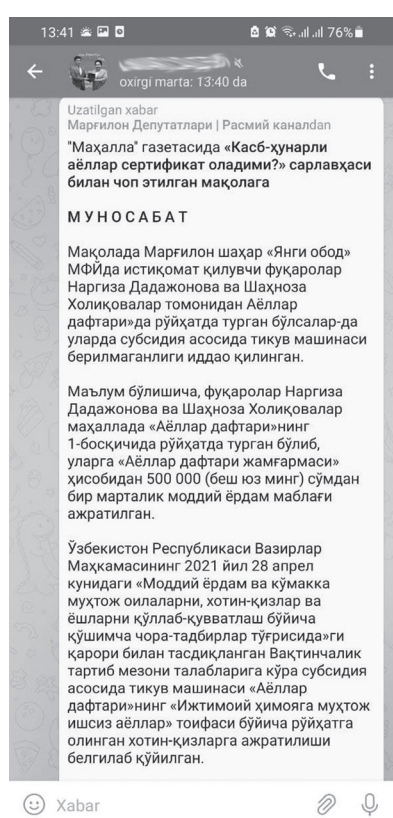 13:41
76%
oxirgi marta: 13:40 da
Uzatilgan xabar
Марғилон Депутатлари | Расмий каналdan
"Маҳалла" газетасида «Касб-ҳунарли
аёллар сертификат оладими?» сарлавҳаси
билан чоп этилган мақолага
М У Н О С А Б А Т
Мақолада Марғилон шаҳар «Янги обод»
МФЙда истиқомат қилувчи фуқаролар
Наргиза Дадажонова ва Шаҳноза
Холиқовалар томонидан Аёллар
дафтари»да рўйҳатда турган бўлсалар-да
уларда субсидия асосида тикув машинаси
берилмаганлиги иддао қилинган.
Маълум бўлишича, фуқаролар Наргиза
Дадажонова ва Шаҳноза Холиқовалар
маҳаллада «Аёллар дафтари»нинг
1-босқичида рўйҳатда турган бўлиб,
уларга «Аёллар дафтари жамғармаси»
ҳисобидан 500 000 (беш юз минг) сўмдан
бир марталик моддий ёрдам маблағи
ажратилган.
Ўзбекистон Республикаси Вазирлар
Маҳкамасининг 2021 йил 28 апрел
кунидаги «Моддий ёрдам ва кўмакка
муҳтож оилаларни, хотин-қизлар ва
ёшларни қўллаб-қувватлаш бўйича
қўшимча чора-тадбирлар тўғрисида»ги
қарори билан тасдиқланган Вақтинчалик
тартиб мезони талабларига кўра субсидия
асосида тикув машинаси «Аёллар
дафтари»нинг «Ижтимоий ҳимояга муҳтож
ишсиз аёллар» тоифаси бўйича рўйҳатга
олинган хотин-қизларга ажратилиши
белгилаб қўйилган.
Xabar